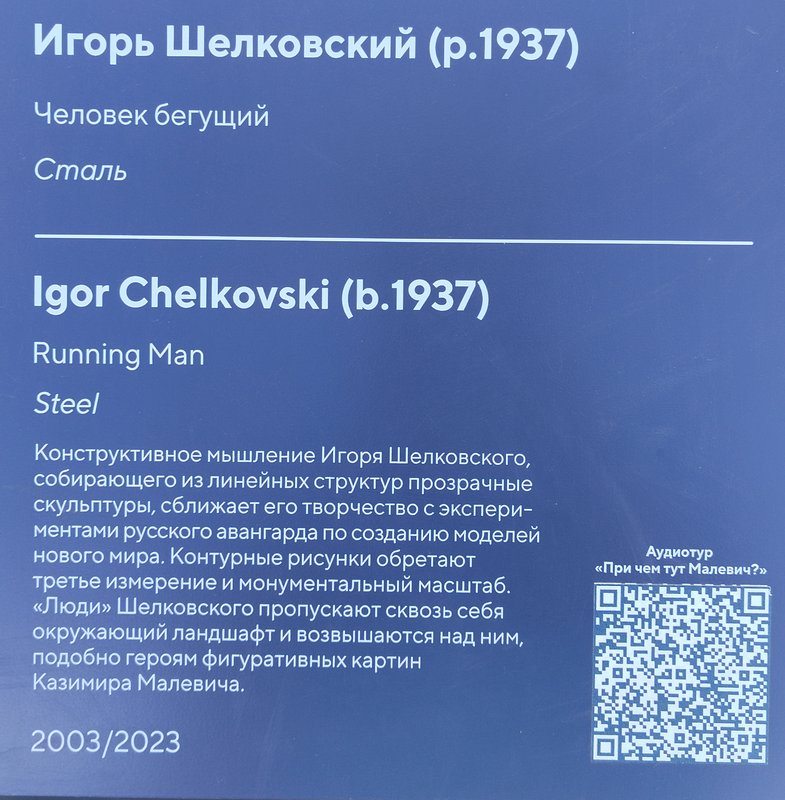 Игорь Шелковский (р.1937)
Человек бегущий
Сталь
Igor Chelkovski (b.1937)
Running Man
Steel
Конструктивное мышление Игоря Шелковского,
собирающего из линейных структур прозрачные
скульптуры, сближает его творчество с экспери-
ментами русского авангарда по созданию моделей
нового мира. Контурные рисунки обретают
третье измерение и монументальный масштаб.
«Люди» Шелковского пропускают сквозь себя
окружающий ландшафт и возвышаются над ним,
подобно героям фигуративных картин
Казимира Малевича.
Аудиотур
«При чем тут Малевич?»
2003/2023